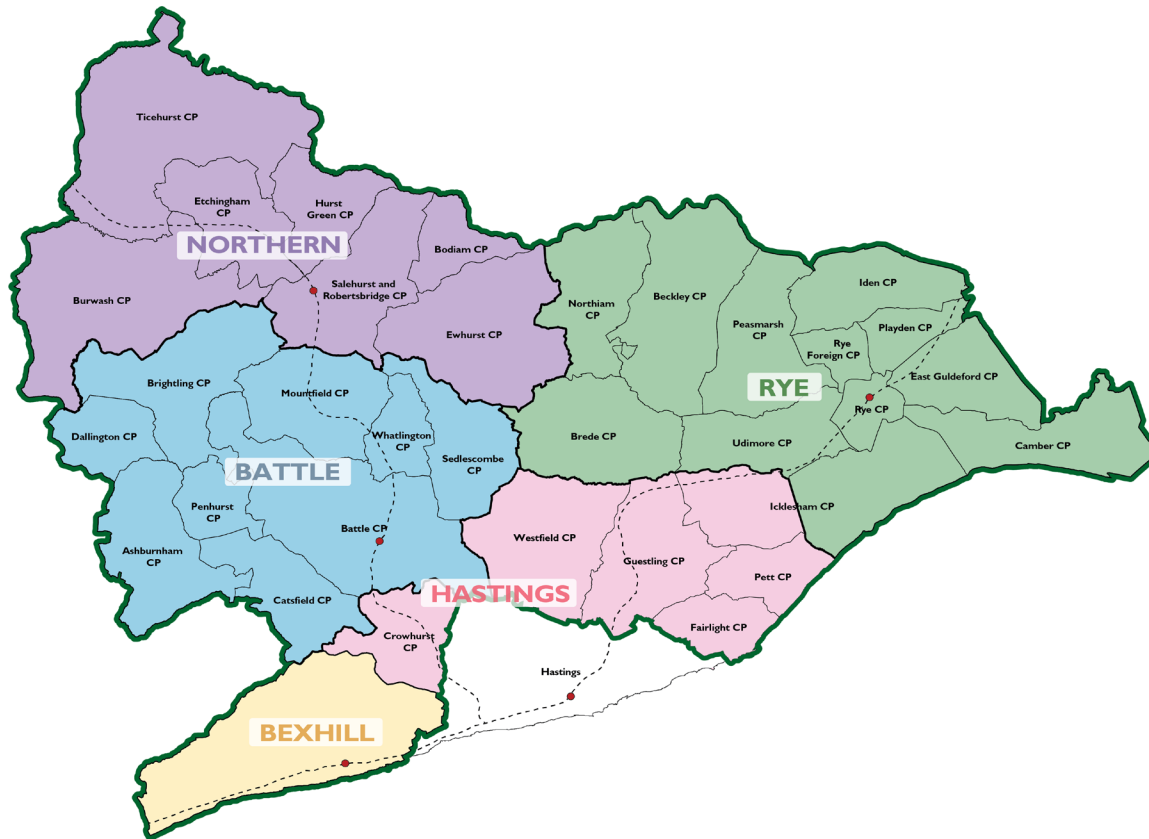 Ticehurst CP
Etchingham
CP
Hurst
Green CP
NORTHERN
Bodiam CP
Burwash CP
Salehurst and
Robertsbridge CP
Ewhurst CP
Northiam
CP
Beckley CP
Peasmarsh
CP
Iden CP
Playden CP
Rye
Foreign CP
East Guldeford CP
RYE
Rye CP
Brede CP
Udimore CP
Camber CP
Icklesham CP
Brightling CP
Mountfield CP
Dallington CP
Whatlington
CP
Sedlescombe
CP
BATTLE
Penhurst
CP
Battle CP
Ashburnham
CP
Catsfield CP
Westfield CP
Guestling CP
Pett CP
HASTINGS
Fairlight CP
Crowhurst
CP
Hastings
BEXHILL